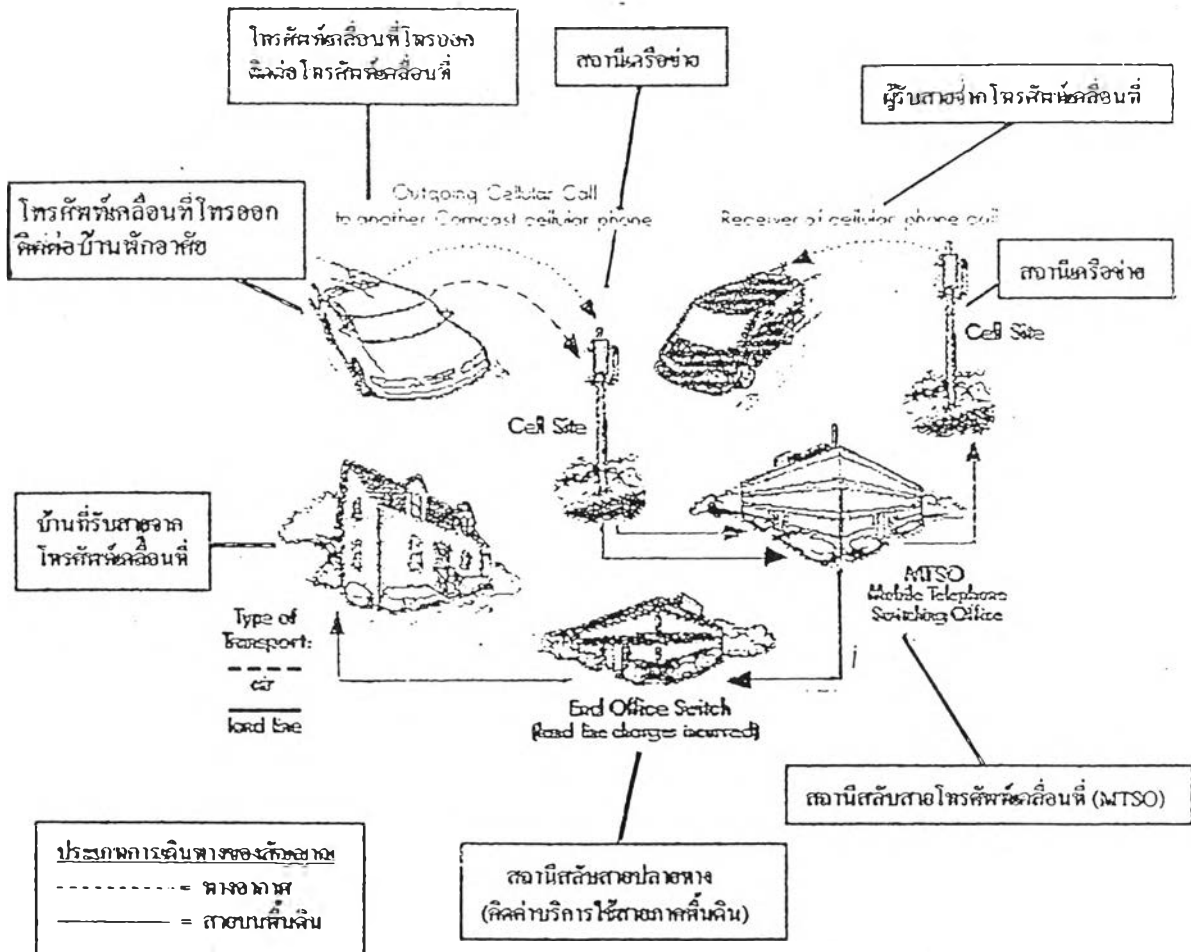 โทรศัพท์เคลื่อนที่โทรออก
ติดต่อโทรศัพท์เคลื่อนที่
สถานีเครือข่าย
ผู้รับสายจากโทรศัพท์เคลื่อนที่
Outgoing Cellular Call
to another Comcast cellular phone
Receiver of cellular phone call
โทรศัพท์เคลื่อนที่โทรออก
ติดต่อบ้านพักอาศัย
สถานีเครือข่าย
Cell Site
Cell Site
บ้านที่รับสายจาก
โทรศัพท์เคลื่อนที่
MTSO
Mobile Telephone
Switching Office
Type of
Transport:
air
land line
End Office Switch
(land line charges incurred)
สถานีสลับสายโทรศัพท์เคลื่อนที่ (MTSO)
ประเภทการเดินทางของสัญญาณ
= ทางอากาศ
= สายบนพื้นดิน
สถานีสลับสายปลายทาง
(คิดค่าบริการใช้สายภาคพื้นดิน)